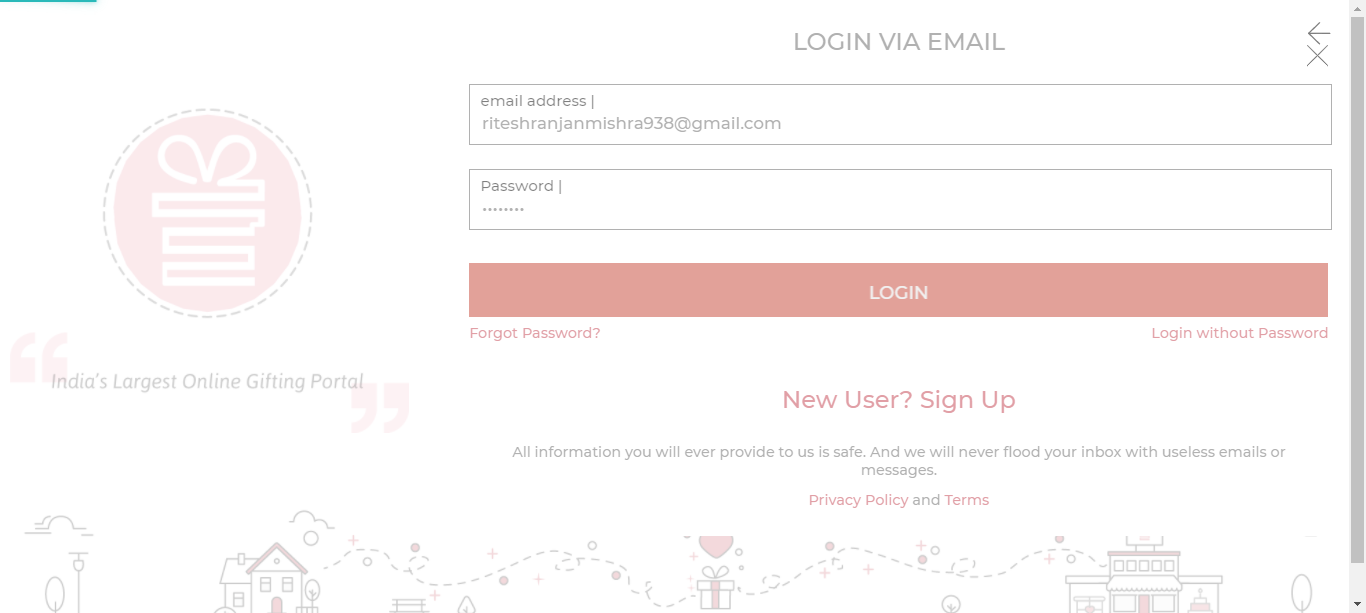 LOGIN VIA EMAIL
email address |
riteshranjanmishra938@gmail.com
Password |
••••••••
LOGIN
Forgot Password?
Login without Password
India's Largest Online Gifting Portal
New User? Sign Up
All information you will ever provide to us is safe. And we will never flood your inbox with useless emails or
messages.
Privacy Policy and Terms